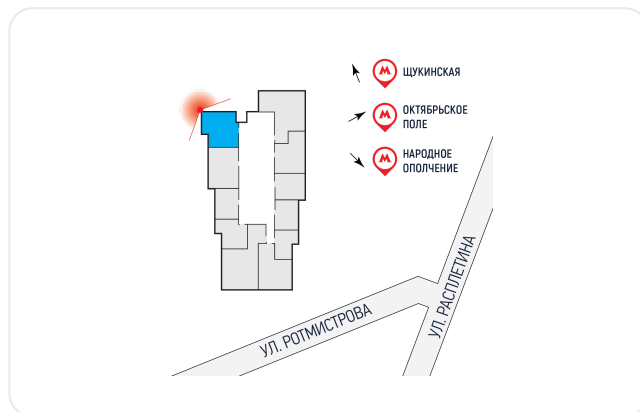 ЩУКИНСКАЯ
ОКТЯБРЬСКОЕ
ПОЛЕ
НАРОДНОЕ
ОПОЛЧЕНИЕ
УЛ. РАСПЛЕТИНА
УЛ. РОТМИСТРОВА